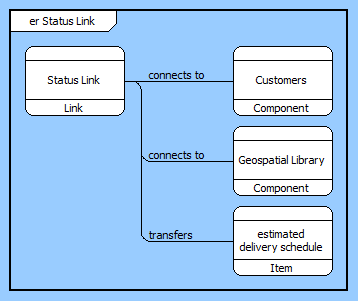 er Status Link
Status Link
Link
connects to
Customers
Component
connects to
Geospatial Library
Component
transfers
estimated
delivery schedule
Item